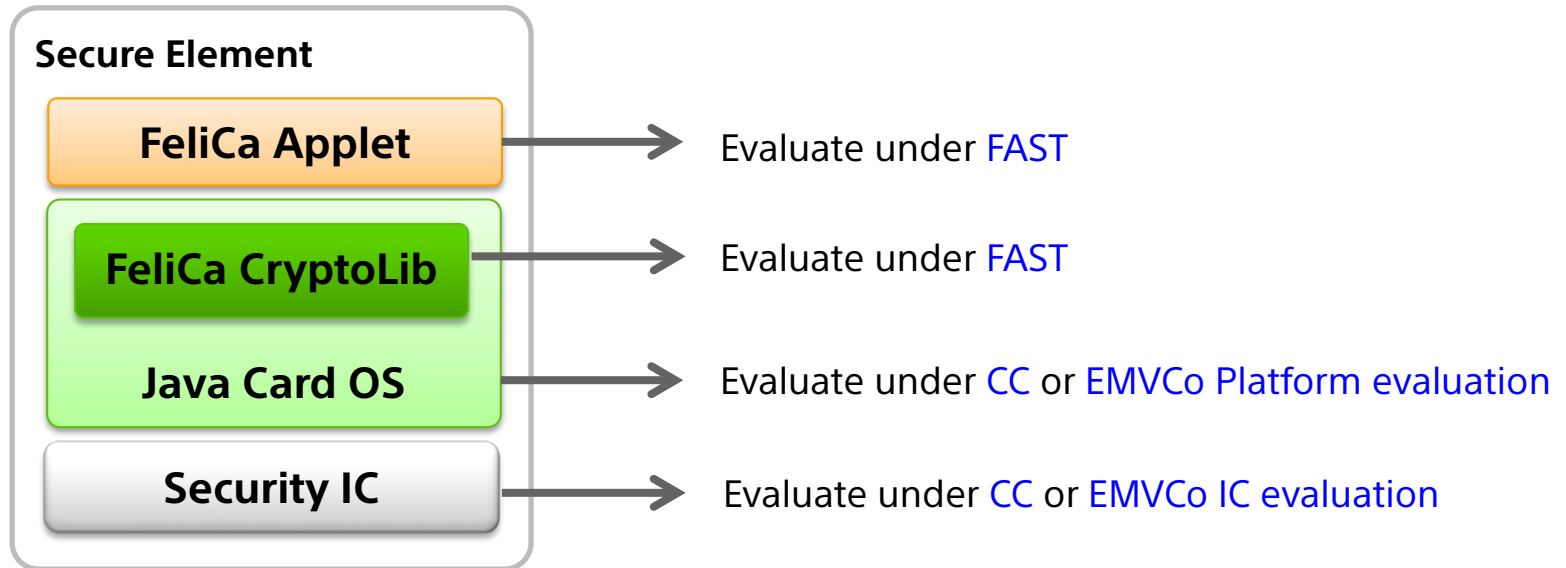 Secure Element
FeliCa Applet
Evaluate under FAST
FeliCa CryptoLib
Evaluate under FAST
Java Card OS
Evaluate under CC or EMVCo Platform evaluation
Security IC
Evaluate under CC or EMVCo IC evaluation